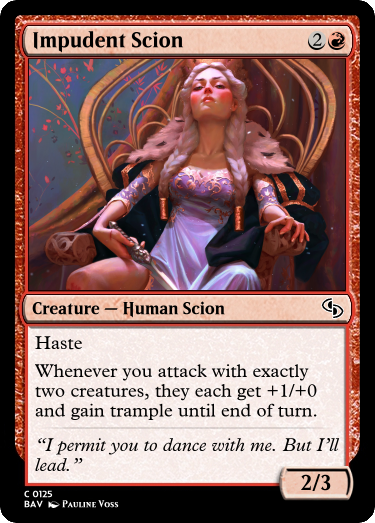 Impudent Scion 2
Creature — Human Scion
Haste
Whenever you attack with exactly
two creatures, they each get +1/+0
and gain trample until end of turn.
“I permit you to dance with me. But I’ll
lead.”
2/3
C 0125
BAV Pauline Voss